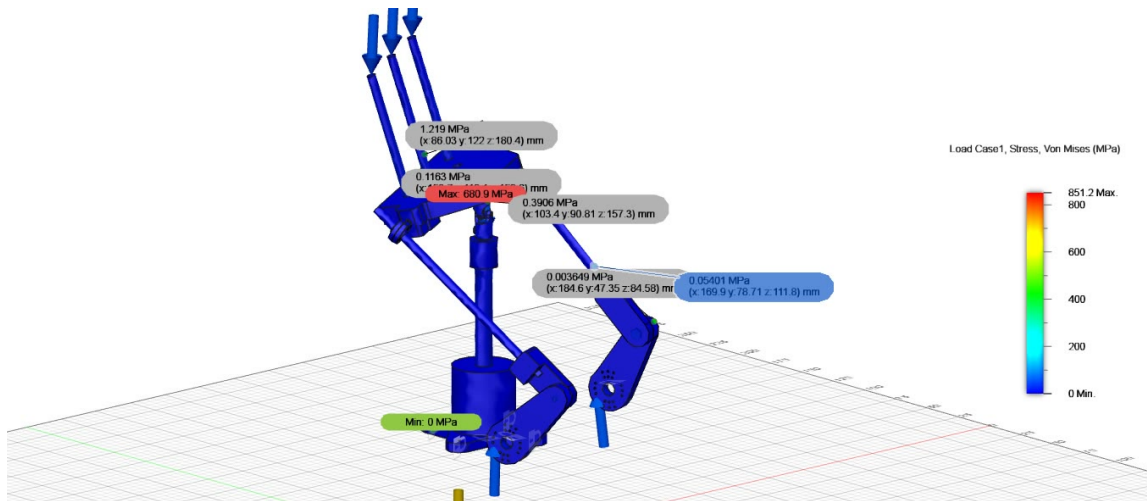 1.219 MPa
(x:86.03 y:122 z:180.4) mm
0.1163 MPa
Max: 680.9 MPa
0.3906 MPa
(x:103.4 y:90.81 z:157.3) mm
0.003649 MPa
(x:184.6 y:47.35 z:84.58) mm
0.05401 MPa
(x:169.9 y:78.71 z:111.8) mm
Min: 0 MPa
Load Case1, Stress, Von Mises (MPa)
851.2 Max.
800
600
400
200
0 Min.